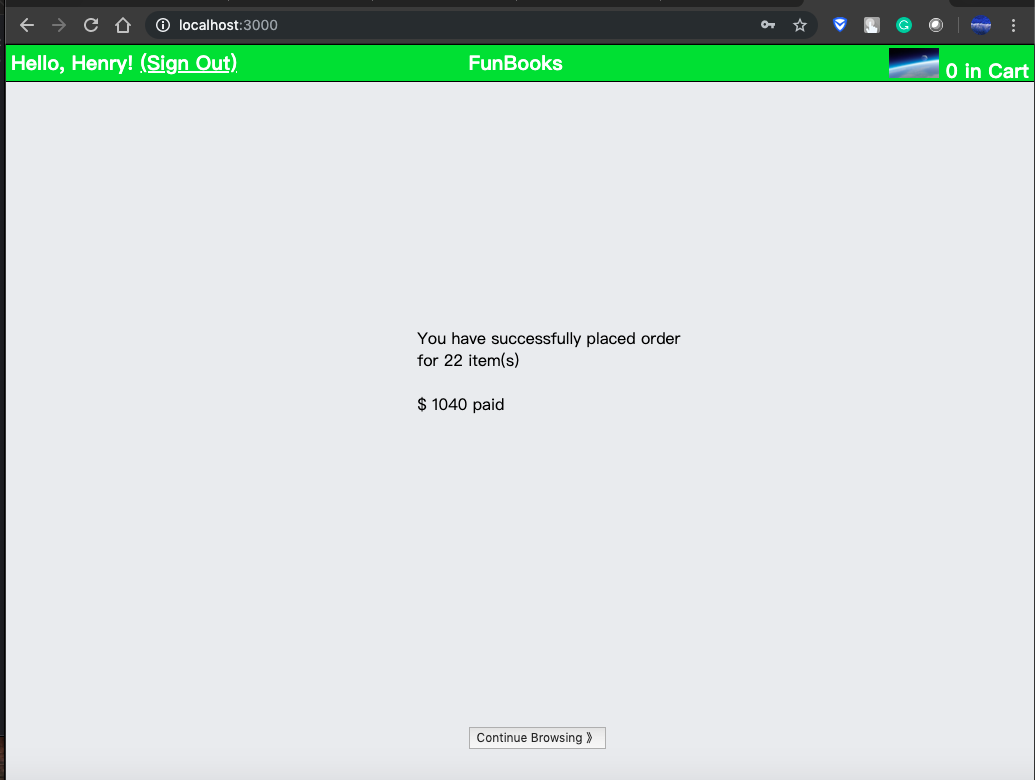 localhost:3000
Hello, Henry! (Sign Out)
FunBooks
0 in Cart
You have successfully placed order
for 22 item(s)
$ 1040 paid
Continue Browsing 》